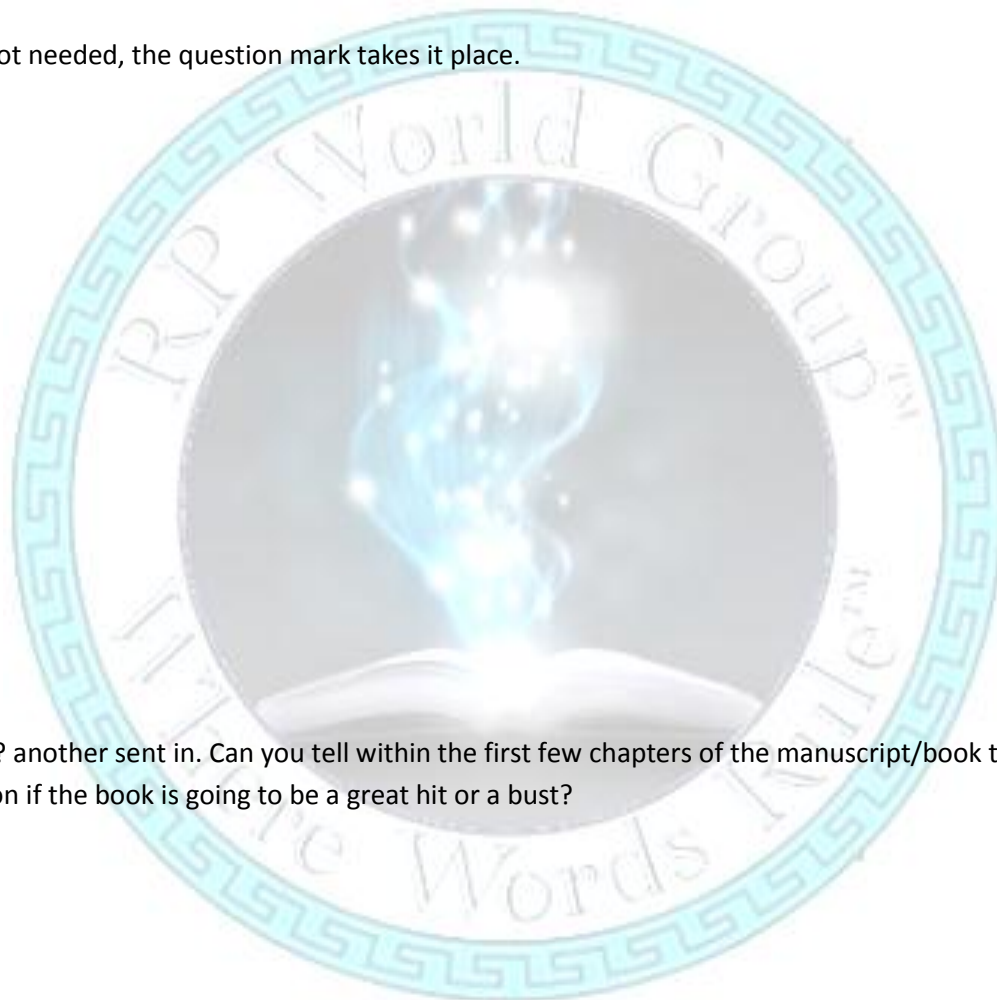 ot needed, the question mark takes it place.
RP World Group™
? another sent in. Can you tell within the first few chapters of the manuscript/book t
on if the book is going to be a great hit or a bust?
Where Words Rule™